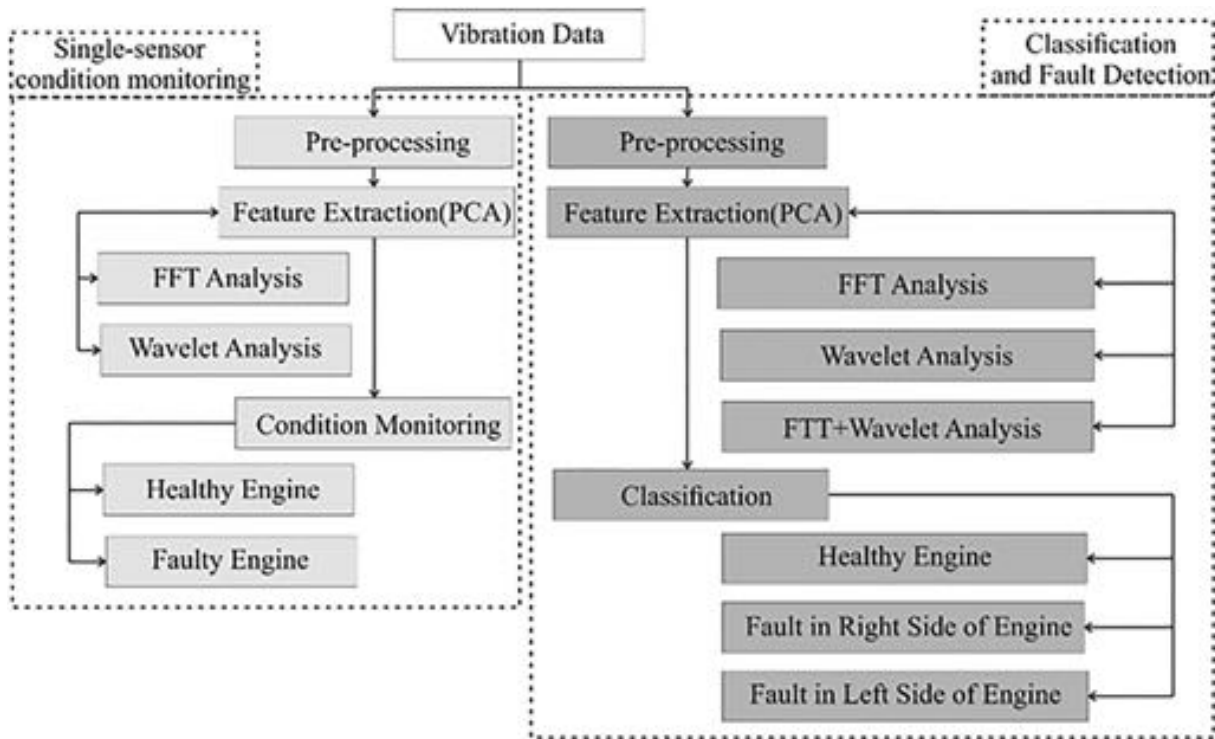 Vibration Data
Single-sensor
condition monitoring
Pre-processing
Feature Extraction(PCA)
FFT Analysis
Wavelet Analysis
Condition Monitoring
Healthy Engine
Faulty Engine
Classification
and Fault Detection
Pre-processing
Feature Extraction(PCA)
FFT Analysis
Wavelet Analysis
FTT+Wavelet Analysis
Classification
Healthy Engine
Fault in Right Side of Engine
Fault in Left Side of Engine